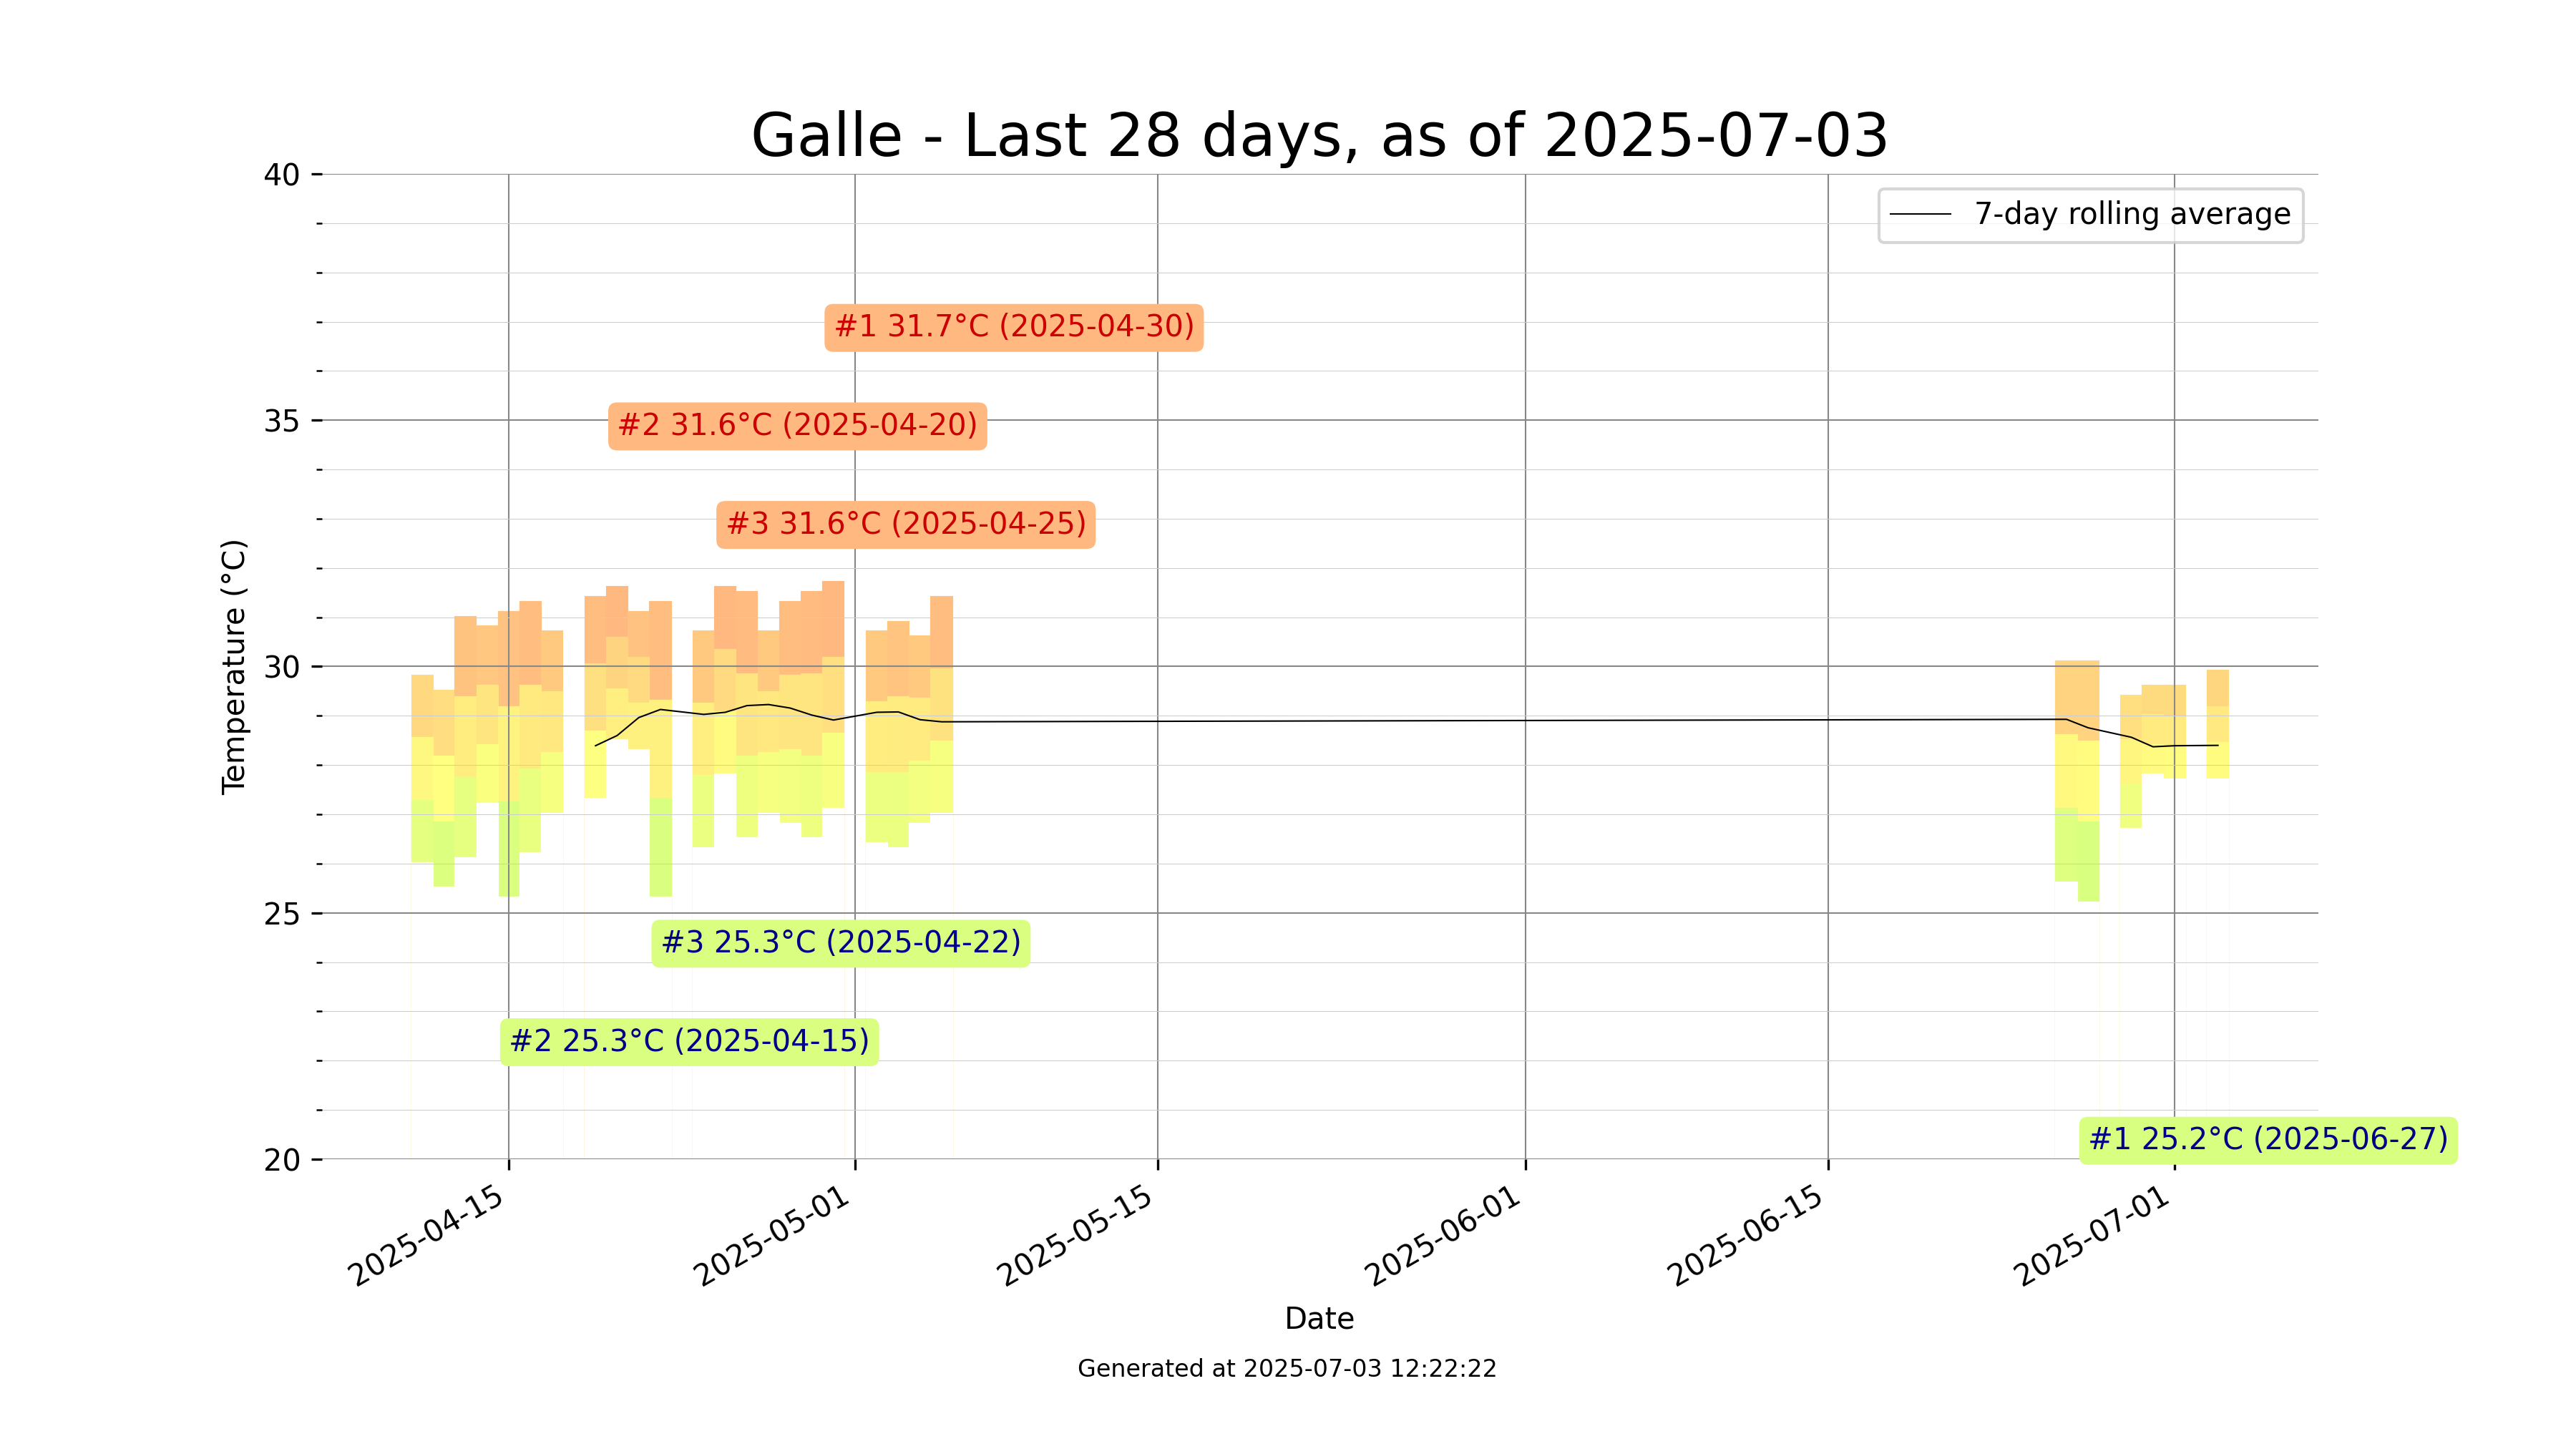 Galle - Last 28 days, as of 2025-07-03
40
7-day rolling average
#1 31.7°C (2025-04-30)
35
#2 31.6°C (2025-04-20)
#3 31.6°C (2025-04-25)
Temperature (°C)
30
25
#3 25.3°C (2025-04-22)
#2 25.3°C (2025-04-15)
#1 25.2°C (2025-06-27)
20
2025-04-15
2025-05-01
2025-05-15
2025-06-01
2025-06-15
2025-07-01
Date
Generated at 2025-07-03 12:22:22